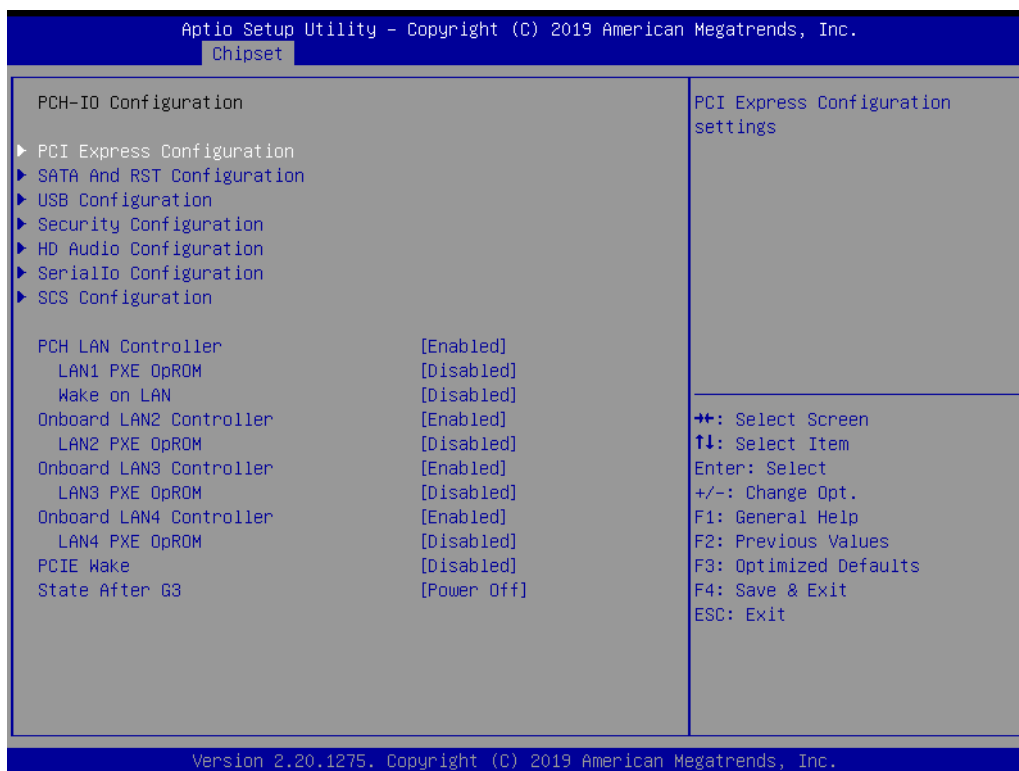 Aptio Setup Utility – Copyright (C) 2019 American Megatrends, Inc.
Chipset
PCH-IO Configuration
PCI Express Configuration
SATA And RST Configuration
USB Configuration
Security Configuration
HD Audio Configuration
SerialIo Configuration
SCS Configuration
PCH LAN Controller [Enabled]
LAN1 PXE OpROM [Disabled]
Wake on LAN [Disabled]
Onboard LAN2 Controller [Enabled]
LAN2 PXE OpROM [Disabled]
Onboard LAN3 Controller [Enabled]
LAN3 PXE OpROM [Disabled]
Onboard LAN4 Controller [Enabled]
LAN4 PXE OpROM [Disabled]
PCIE Wake [Disabled]
State After G3 [Power Off]
PCI Express Configuration
settings
→←: Select Screen
↑↓: Select Item
Enter: Select
+/-: Change Opt.
F1: General Help
F2: Previous Values
F3: Optimized Defaults
F4: Save & Exit
ESC: Exit
Version 2.20.1275. Copyright (C) 2019 American Megatrends, Inc.